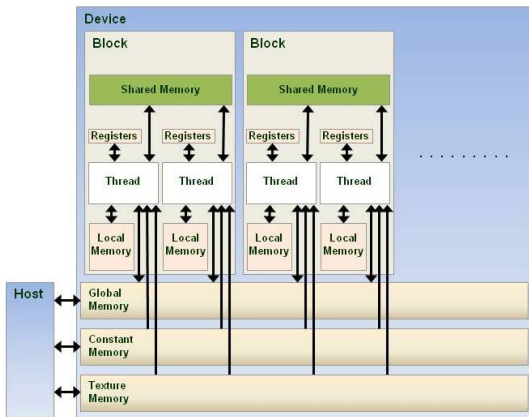 Device
Block
Block
Shared Memory
Shared Memory
Registers
Registers
Registers
Registers
Thread
Thread
Thread
Thread
Local
Memory
Local
Memory
Local
Memory
Local
Memory
Host
Global
Memory
Constant
Memory
Texture
Memory